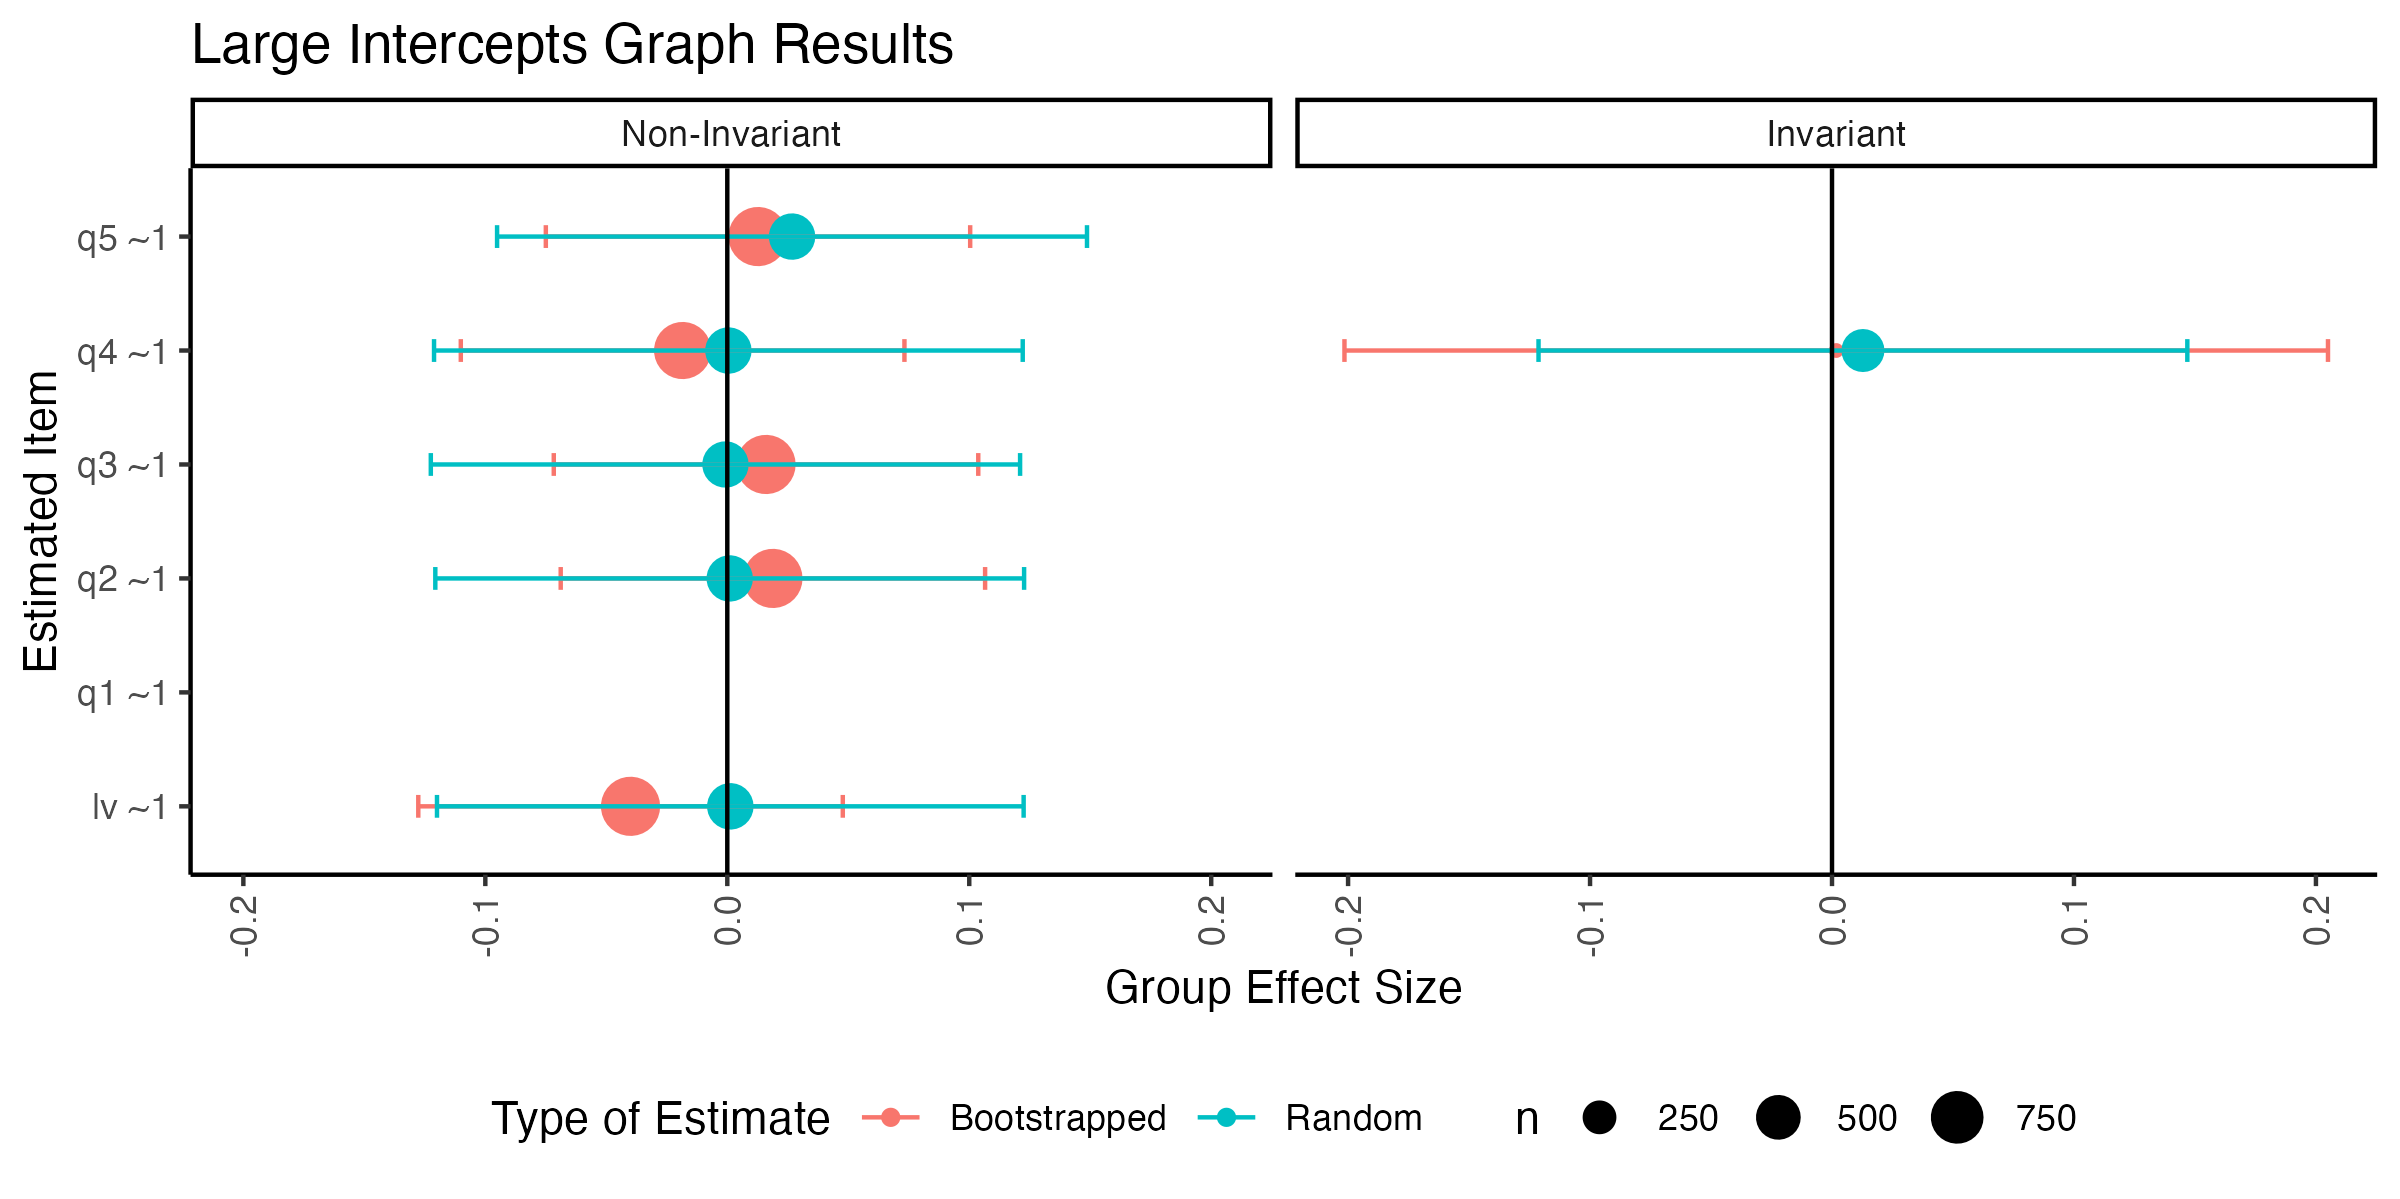 Large Intercepts Graph Results
Non-Invariant
Invariant
Estimated Item
q5 ~1
q4 ~1
q3 ~1
q2 ~1
q1 ~1
lv ~1
-0.2 -0.1 0.0 0.1 0.2
-0.2 -0.1 0.0 0.1 0.2
Group Effect Size
Type of Estimate Bootstrapped Random n 250 500 750